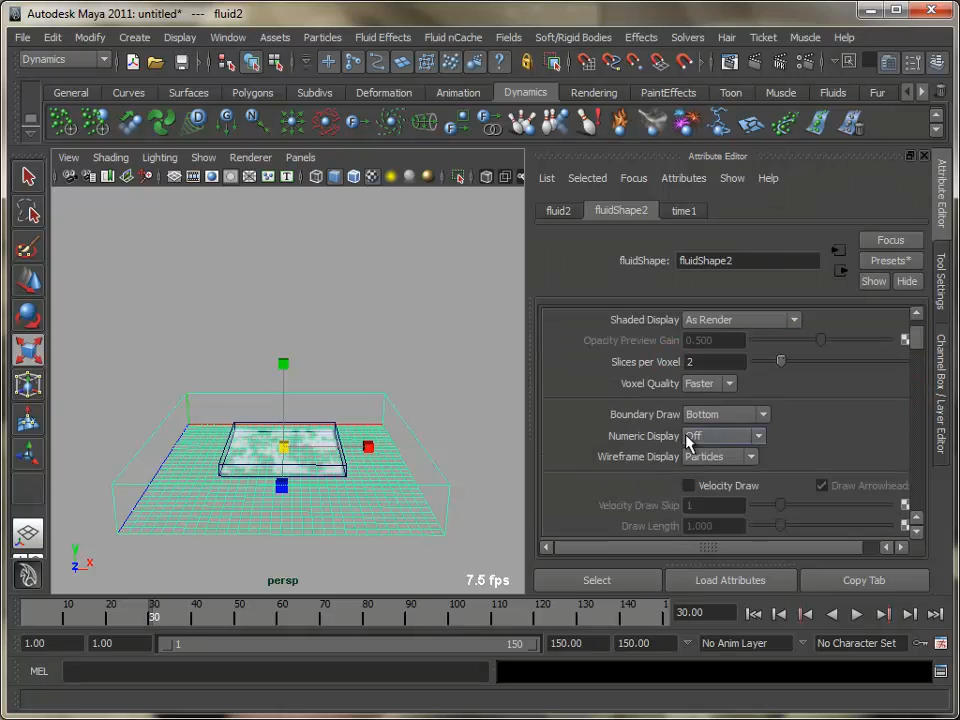 Autodesk Maya 2011: untitled*   ---   fluid2
File Edit Modify Create Display Window Assets Particles Fluid Effects Fluid nCache Fields Soft/Rigid Bodies Effects Solvers Hair Ticket Muscle Help
Dynamics
General Curves Surfaces Polygons Subdivs Deformation Animation Dynamics Rendering PaintEffects Toon Muscle Fluids Fur
View Shading Lighting Show Renderer Panels
Attribute Editor
List Selected Focus Attributes Show Help
fluid2 fluidShape2 time1
Focus
fluidShape: fluidShape2 Presets*
Show Hide
Shaded Display As Render
Opacity Preview Gain 0.500
Slices per Voxel 2
Voxel Quality Faster
Boundary Draw Bottom
Numeric Display Off
Wireframe Display Particles
Velocity Draw Draw Arrowhead
Velocity Draw Skip 1
Draw Length 1.000
y
x
z
persp
7.5 fps
Select Load Attributes Copy Tab
Attribute Editor
Tool Settings
Channel Box / Layer Editor
10 20 30 40 50 60 70 80 90 100 110 120 130 140 1
30
30.00
1.00 1.00 1 150 150.00 150.00 No Anim Layer No Character Set
MEL